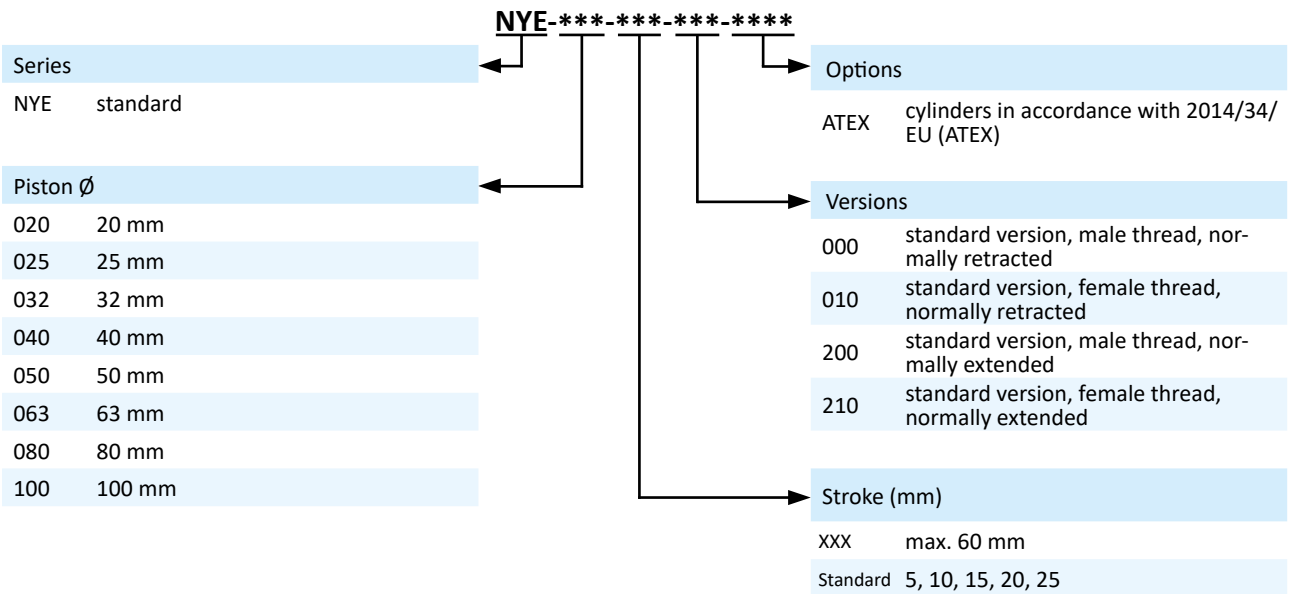 NYE-***-***-***-****
Series
NYE standard
Piston Ø
020 20 mm
025 25 mm
032 32 mm
040 40 mm
050 50 mm
063 63 mm
080 80 mm
100 100 mm
Options
ATEX cylinders in accordance with 2014/34/
EU (ATEX)
Versions
000 standard version, male thread, nor-
mally retracted
010 standard version, female thread,
normally retracted
200 standard version, male thread, nor-
mally extended
210 standard version, female thread,
normally extended
Stroke (mm)
XXX max. 60 mm
Standard 5, 10, 15, 20, 25